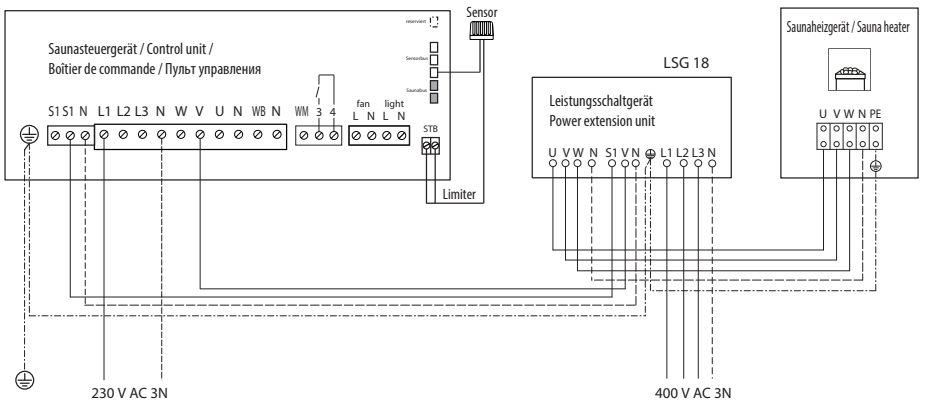 Sensor
reserviert
Sensorbus
Saunabus
Saunasteuergerät / Control unit /
Boîtier de commande / Пульт управления
S1 S1 N L1 L2 L3 N W V U N WB N WM 3 4
fan light
L N L N
STB
Limiter
LSG 18
Leistungsschaltgerät
Power extension unit
U V W N S1 V N L1 L2 L3 N
Saunaheizgerät / Sauna heater
U V W N PE
230 V AC 3N
400 V AC 3N